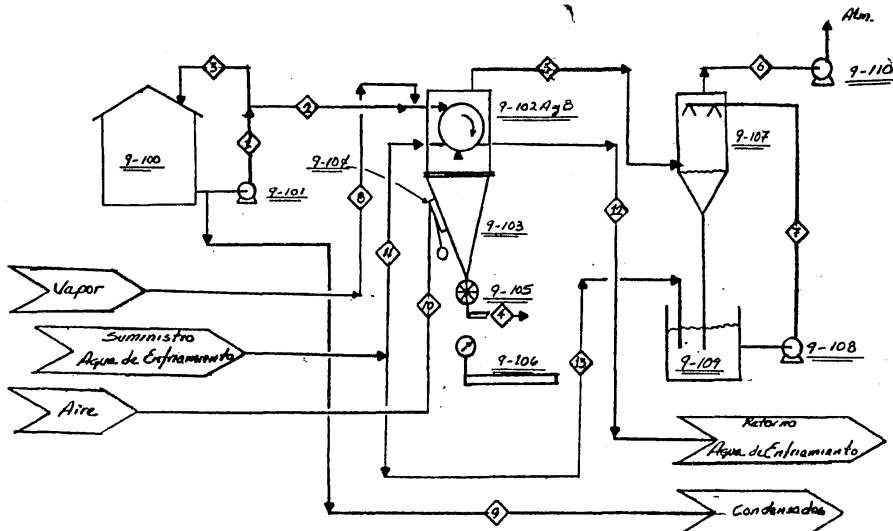 Atm.
3
5
6
9-110
2
9-102 A y B
9-107
9-100
1
9-101
9-104
8
12
7
9-103
11
Vapor
10
9-105
4
Suministro
Agua de Enfriamiento
9-106
13
9-109
9-108
Aire
Retorno
Agua de Enfriamiento
9
Condensados